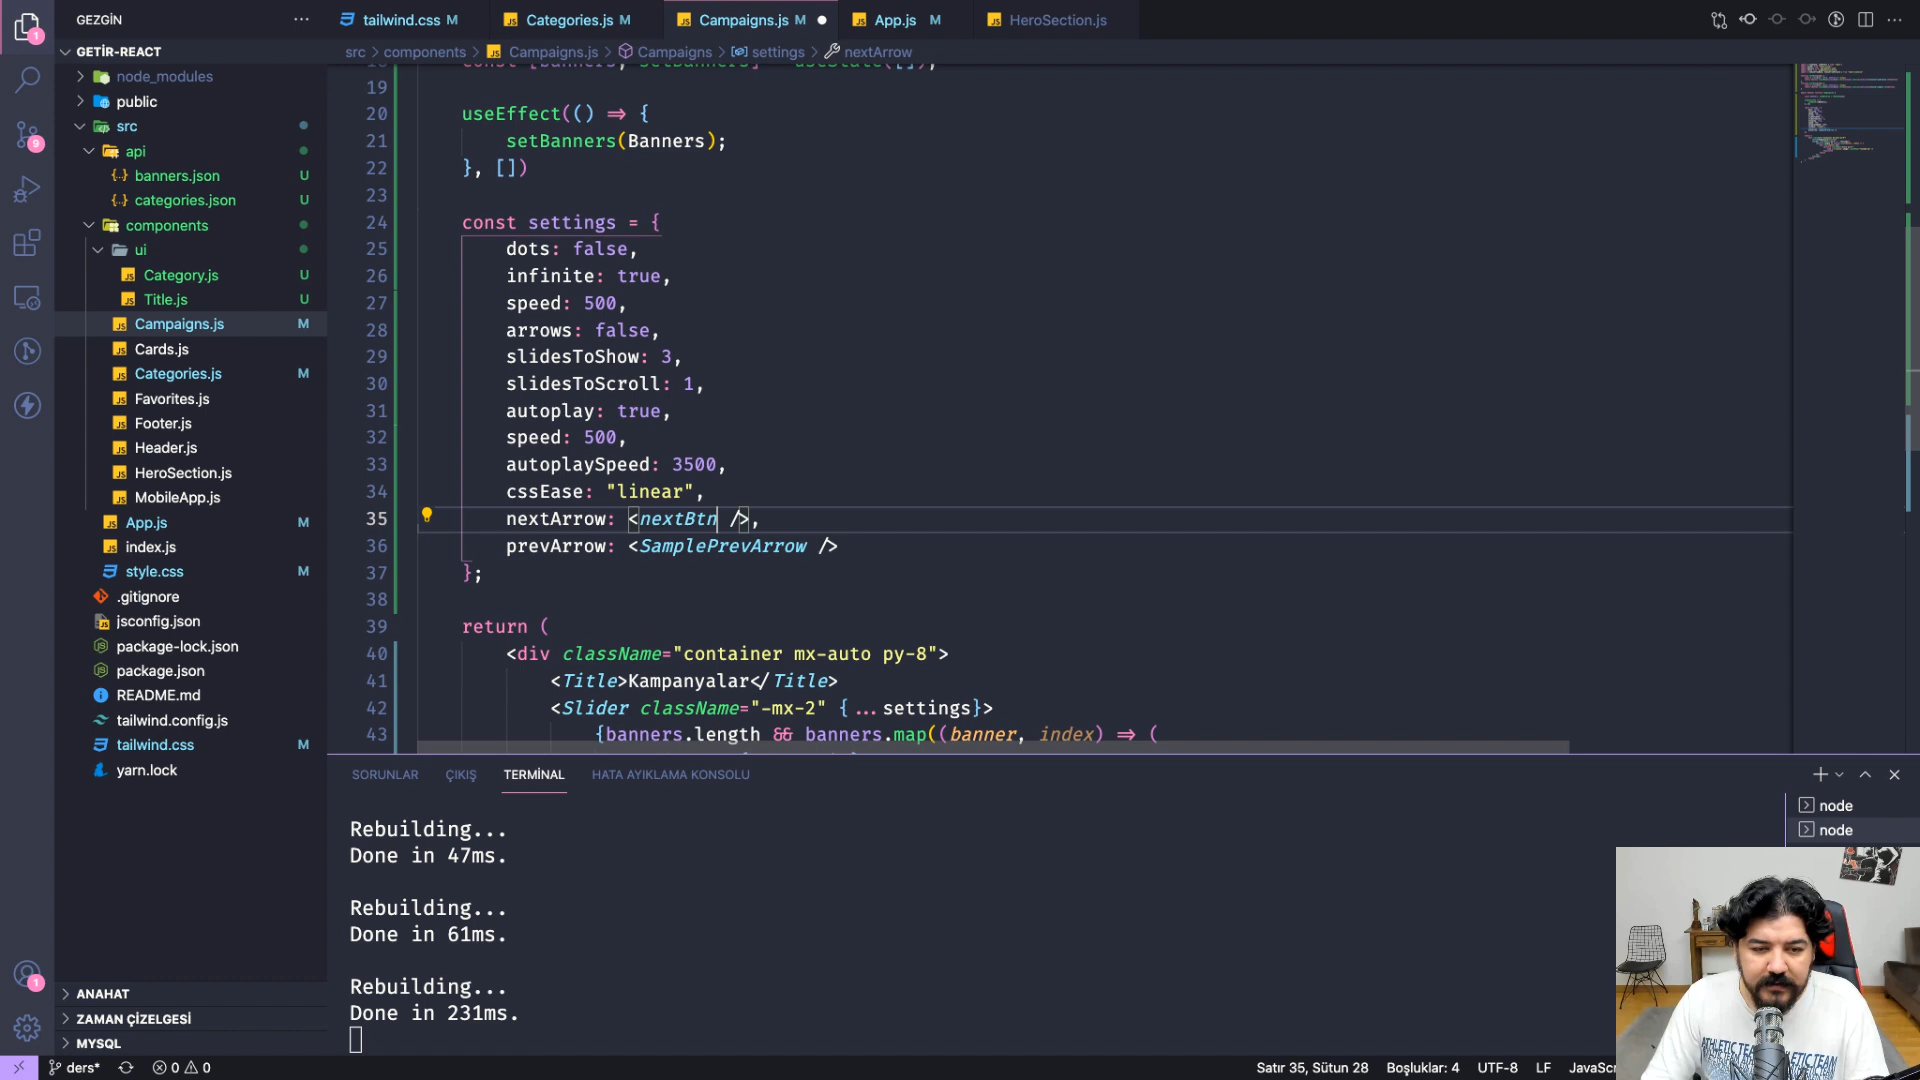 GEZGİN
tailwind.css M
Categories.js M
Campaigns.js M
App.js M
HeroSection.js
GETIR-REACT
src > components > Campaigns.js > Campaigns > settings > nextArrow
node_modules
public
src
api
banners.json U
categories.json U
components
ui
Category.js U
Title.js U
Campaigns.js M
Cards.js
Categories.js M
Favorites.js
Footer.js
Header.js
HeroSection.js
MobileApp.js
App.js M
index.js
style.css M
.gitignore
jsconfig.json
package-lock.json
package.json
README.md
tailwind.config.js
tailwind.css M
yarn.lock
ANAHAT
ZAMAN ÇİZELGESİ
MYSQL
19
20 useEffect(() => {
21 setBanners(Banners);
22 }, [])
23
24 const settings = {
25 dots: false,
26 infinite: true,
27 speed: 500,
28 arrows: false,
29 slidesToShow: 3,
30 slidesToScroll: 1,
31 autoplay: true,
32 speed: 500,
33 autoplaySpeed: 3500,
34 cssEase: "linear",
35 nextArrow: <nextBtn />,
36 prevArrow: <SamplePrevArrow />
37 };
38
39 return (
40 <div className="container mx-auto py-8">
41 <Title>Kampanyalar</Title>
42 <Slider className="-mx-2" {...settings}>
43 {banners.length && banners.map((banner, index) => (
SORUNLAR ÇIKIŞ TERMİNAL HATA AYIKLAMA KONSOLU
node
node
Rebuilding...
Done in 47ms.
Rebuilding...
Done in 61ms.
Rebuilding...
Done in 231ms.
1
9
1
ders*
0 0
Satır 35, Sütun 28
Boşluklar: 4
UTF-8
LF
JavaScr